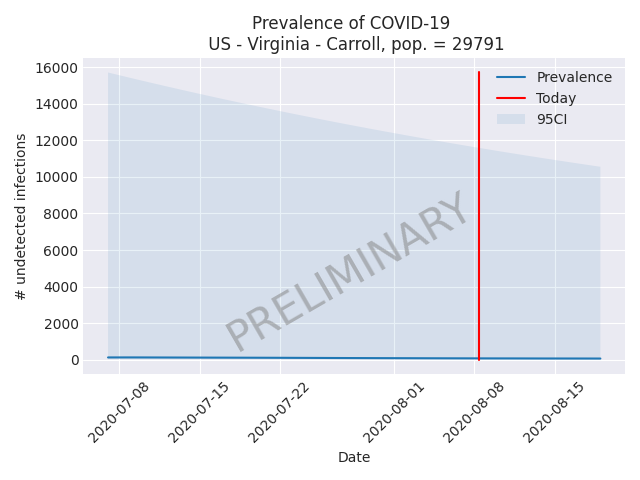 Prevalence of COVID-19
US - Virginia - Carroll, pop. = 29791
16000
14000
12000
10000
8000
6000
4000
2000
0
# undetected infections
Prevalence
Today
95CI
PRELIMINARY
2020-07-08
2020-07-15
2020-07-22
2020-08-01
2020-08-08
2020-08-15
Date